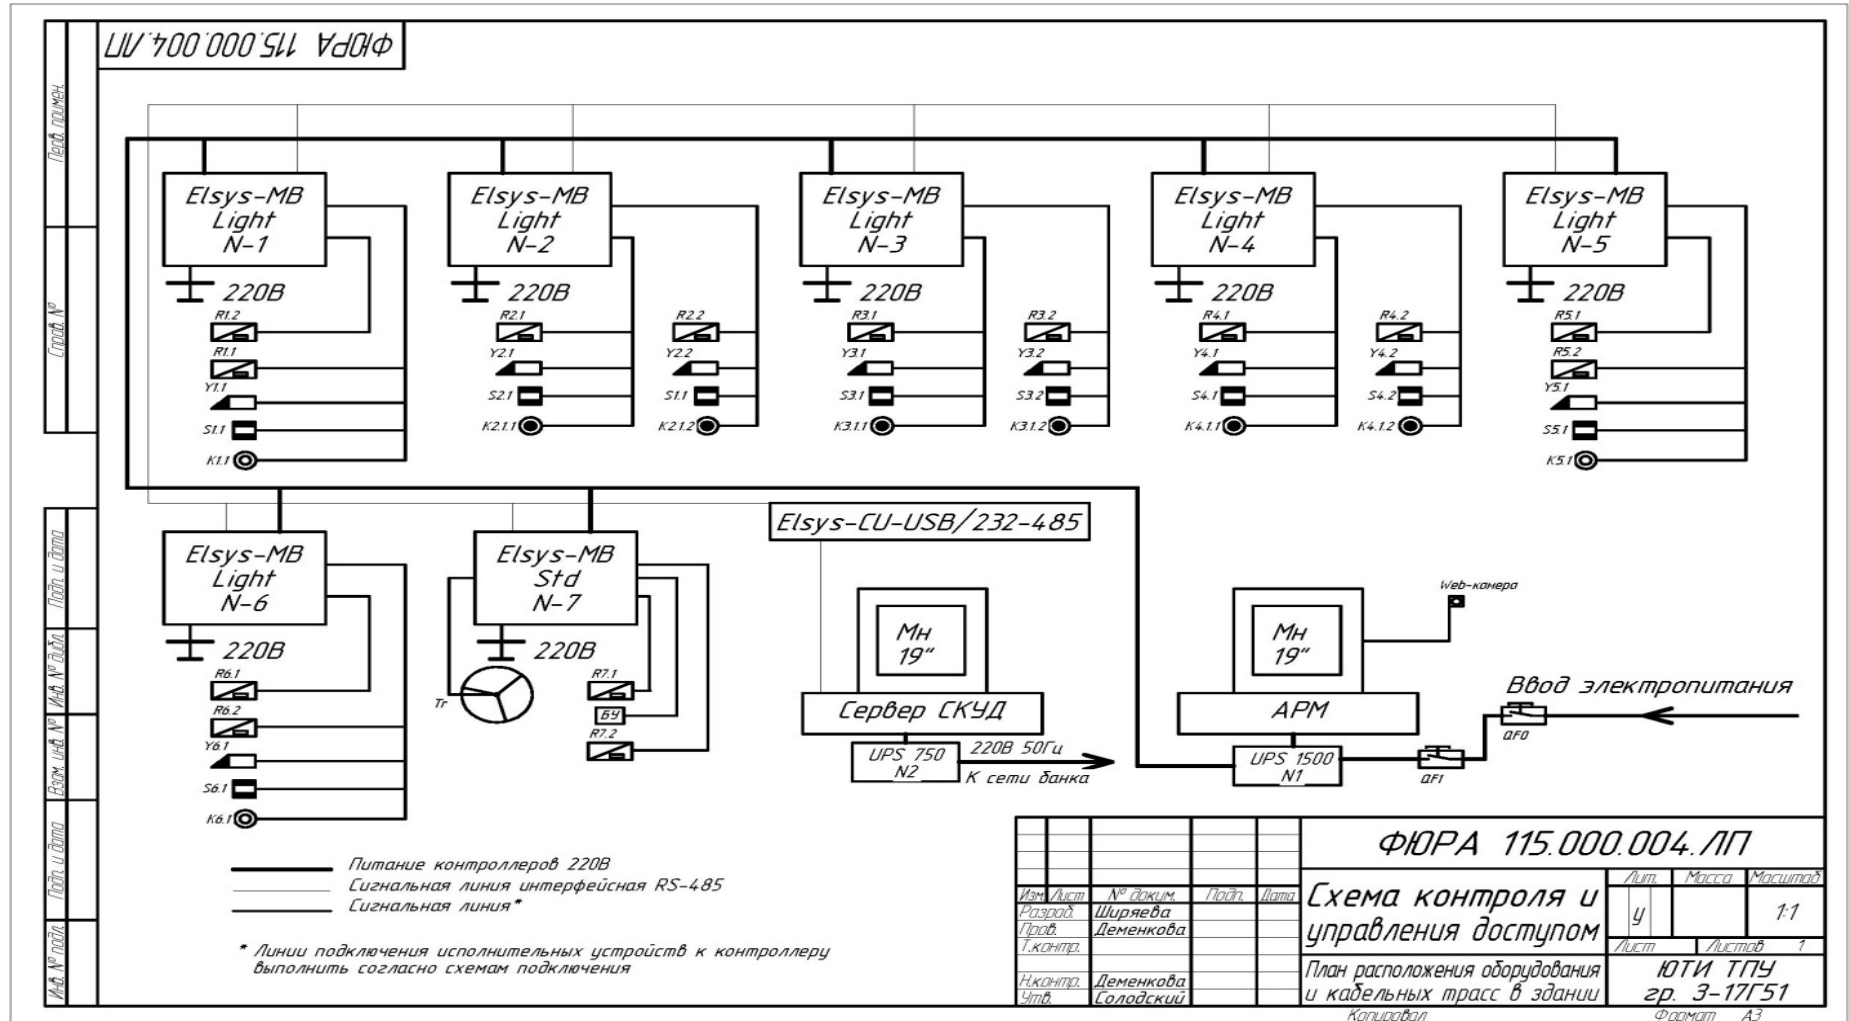 ФЮРА 115.000.004.ЛП
Перв. примен.
Справ. №
Подп. и дата
Инв. № дубл.
Взам. инв. №
Подп. и дата
Инв. № подл.
Elsys-MB
Light
N-1
220В
R1.2
R1.1
Y1.1
S1.1
K1.1
Elsys-MB
Light
N-2
220В
R2.1
Y2.1
S2.1
K2.1.1
R2.2
Y2.2
S1.1
K2.1.2
Elsys-MB
Light
N-3
220В
R3.1
Y3.1
S3.1
K3.1.1
R3.2
Y3.2
S3.2
K3.1.2
Elsys-MB
Light
N-4
220В
R4.1
Y4.1
S4.1
K4.1.1
R4.2
Y4.2
S4.2
K4.1.2
Elsys-MB
Light
N-5
220В
R5.1
R5.2
Y5.1
S5.1
K5.1
Elsys-MB
Light
N-6
220В
R6.1
R6.2
Y6.1
S6.1
K6.1
Elsys-MB
Std
N-7
220В
Tr
R7.1
БУ
R7.2
Elsys-CU-USB/232-485
Мн
19"
Сервер СКУД
UPS 750
N2
220В 50Гц
К сети банка
Мн
19"
АРМ
UPS 1500
N1
Web-камера
Ввод электропитания
QF0
QF1
Питание контроллеров 220В
Сигнальная линия интерфейсная RS-485
Сигнальная линия*
* Линии подключения исполнительных устройств к контроллеру
выполнить согласно схемам подключения
ФЮРА 115.000.004.ЛП
Изм. Лист № докум. Подп. Дата
Разраб. Ширяева
Пров. Деменкова
Т.контр.
Н.контр. Деменкова
Утв. Солодский
Схема контроля и
управления доступом
План расположения оборудования
и кабельных трасс в здании
Лит. Масса Масштаб
у 1:1
Лист Листов 1
ЮТИ ТПУ
гр. 3-17Г51
Копировал Формат А3